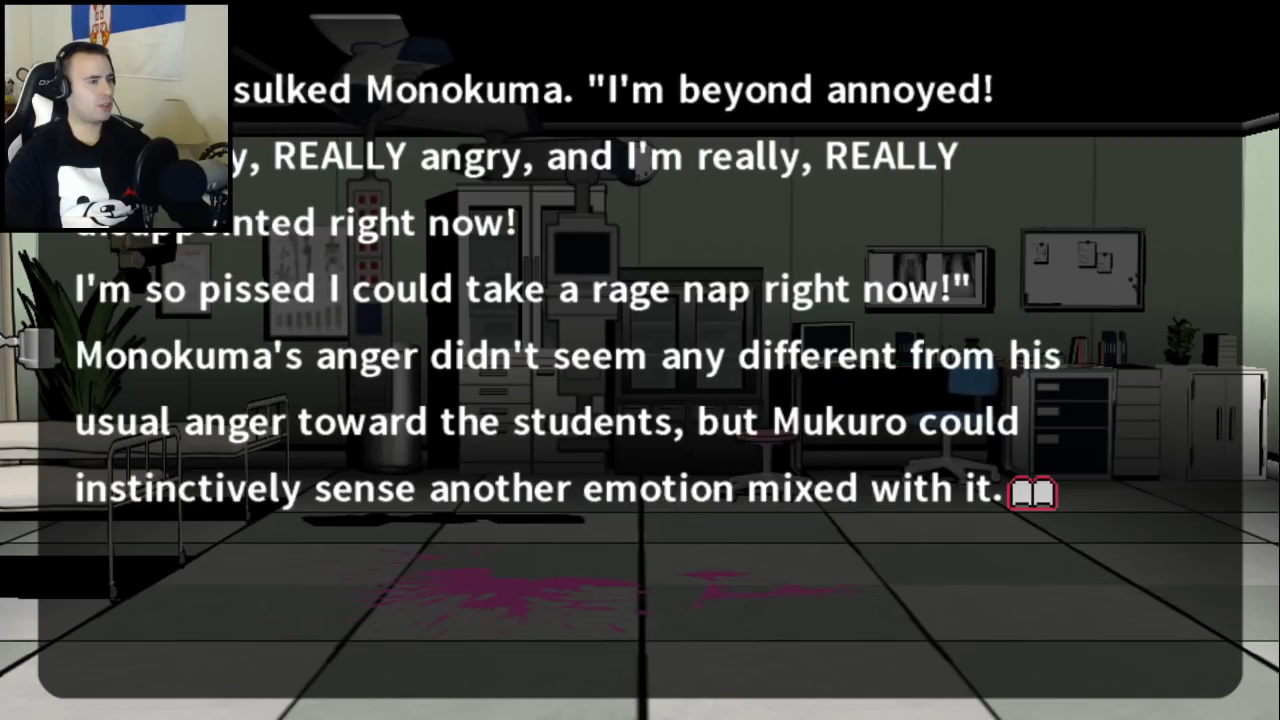 sulked Monokuma. "I'm beyond annoyed!
REALLY angry, and I'm really, REALLY
right now!
I'm so pissed I could take a rage nap right now!"
Monokuma's anger didn't seem any different from his
usual anger toward the students, but Mukuro could
instinctively sense another emotion mixed with it.